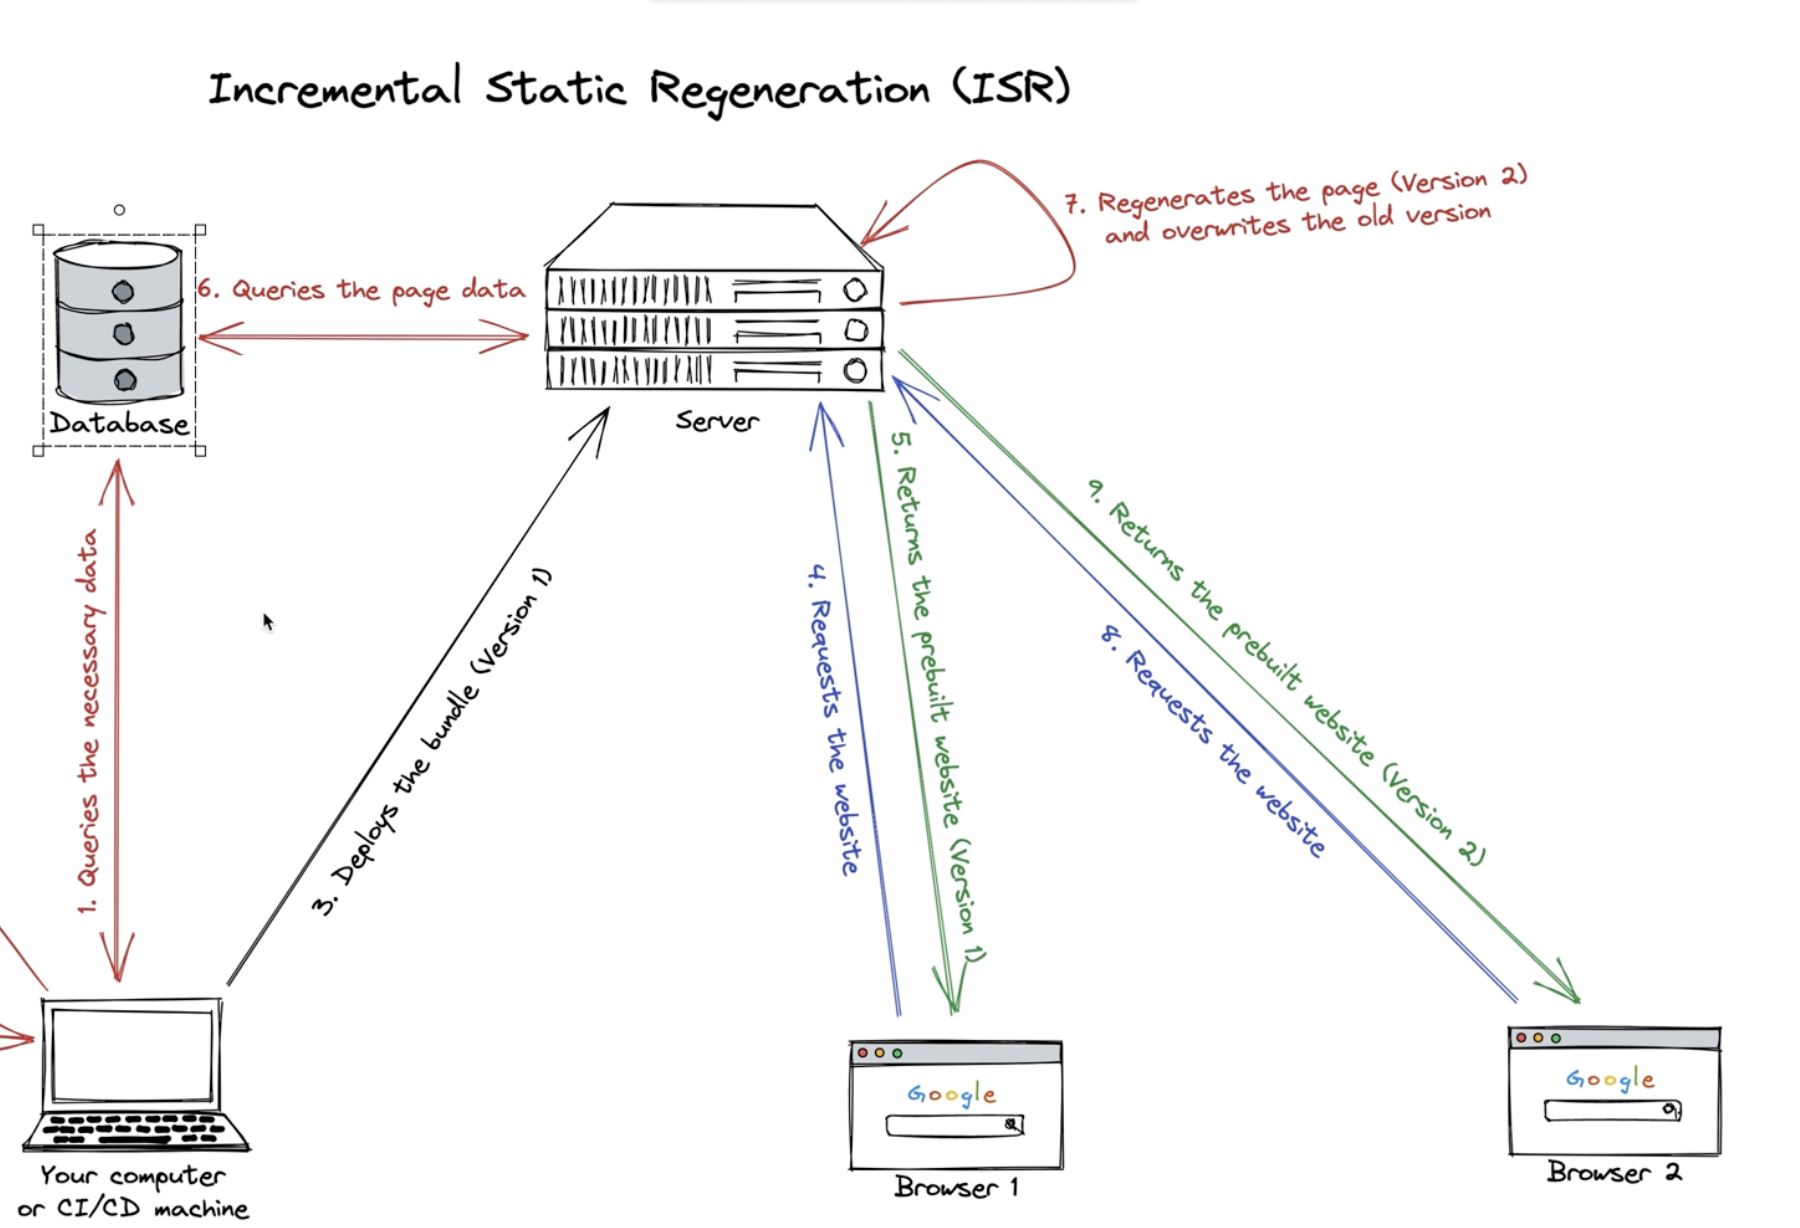 Incremental Static Regeneration (ISR)
7. Regenerates the page (Version 2)
and overwrites the old version
6. Queries the page data
Database
Server
1. Queries the necessary data
3. Deploys the bundle (Version 1)
4. Requests the website
5. Returns the prebuilt website (Version 1)
9. Returns the prebuilt website (Version 2)
8. Requests the website
Google
Google
Your computer
or CI/CD machine
Browser 1
Browser 2